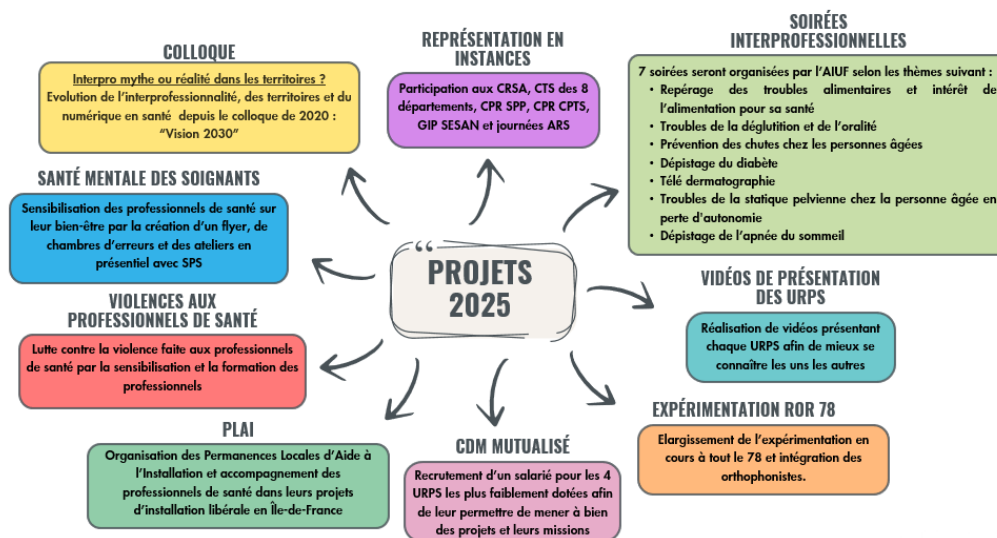 COLLOQUE
Interpro mythe ou réalité dans les territoires ?
Evolution de l'interprofessionnalité, des territoires et du
numérique en santé depuis le colloque de 2020 :
"Vision 2030"
REPRÉSENTATION EN
INSTANCES
Participation aux CRSA, CTS des 8
départements, CPR SPP, CPR CPTS,
GIP SESAN et journées ARS
SOIRÉES
INTERPROFESSIONNELLES
7 soirées seront organisées par l'AIUF selon les thèmes suivant :
• Repérage des troubles alimentaires et intérêt de
l'alimentation pour sa santé
• Troubles de la déglutition et de l'oralité
• Prévention des chutes chez les personnes âgées
• Dépistage du diabète
• Télé dermatographie
• Troubles de la statique pelvienne chez la personne âgée en
perte d'autonomie
• Dépistage de l'apnée du sommeil
SANTÉ MENTALE DES SOIGNANTS
Sensibilisation des professionnels de santé sur
leur bien-être par la création d'un flyer, de
chambres d'erreurs et des ateliers en
présentiel avec SPS
“
PROJETS
2025
VIDÉOS DE PRÉSENTATION
DES URPS
Réalisation de vidéos présentant
chaque URPS afin de mieux se
connaître les uns les autres
VIOLENCES AUX
PROFESSIONNELS DE SANTÉ
Lutte contre la violence faite aux professionnels
de santé par la sensibilisation et la formation des
professionnels
EXPÉRIMENTATION ROR 78
Elargissement de l'expérimentation en
cours à tout le 78 et intégration des
orthophonistes.
PLAI
Organisation des Permanences Locales d'Aide à
l'Installation et accompagnement des
professionnels de santé dans leurs projets
d'installation libérale en Île-de-France
CDM MUTUALISÉ
Recrutement d'un salarié pour les 4
URPS les plus faiblement dotées afin
de leur permettre de mener à bien
des projets et leurs missions